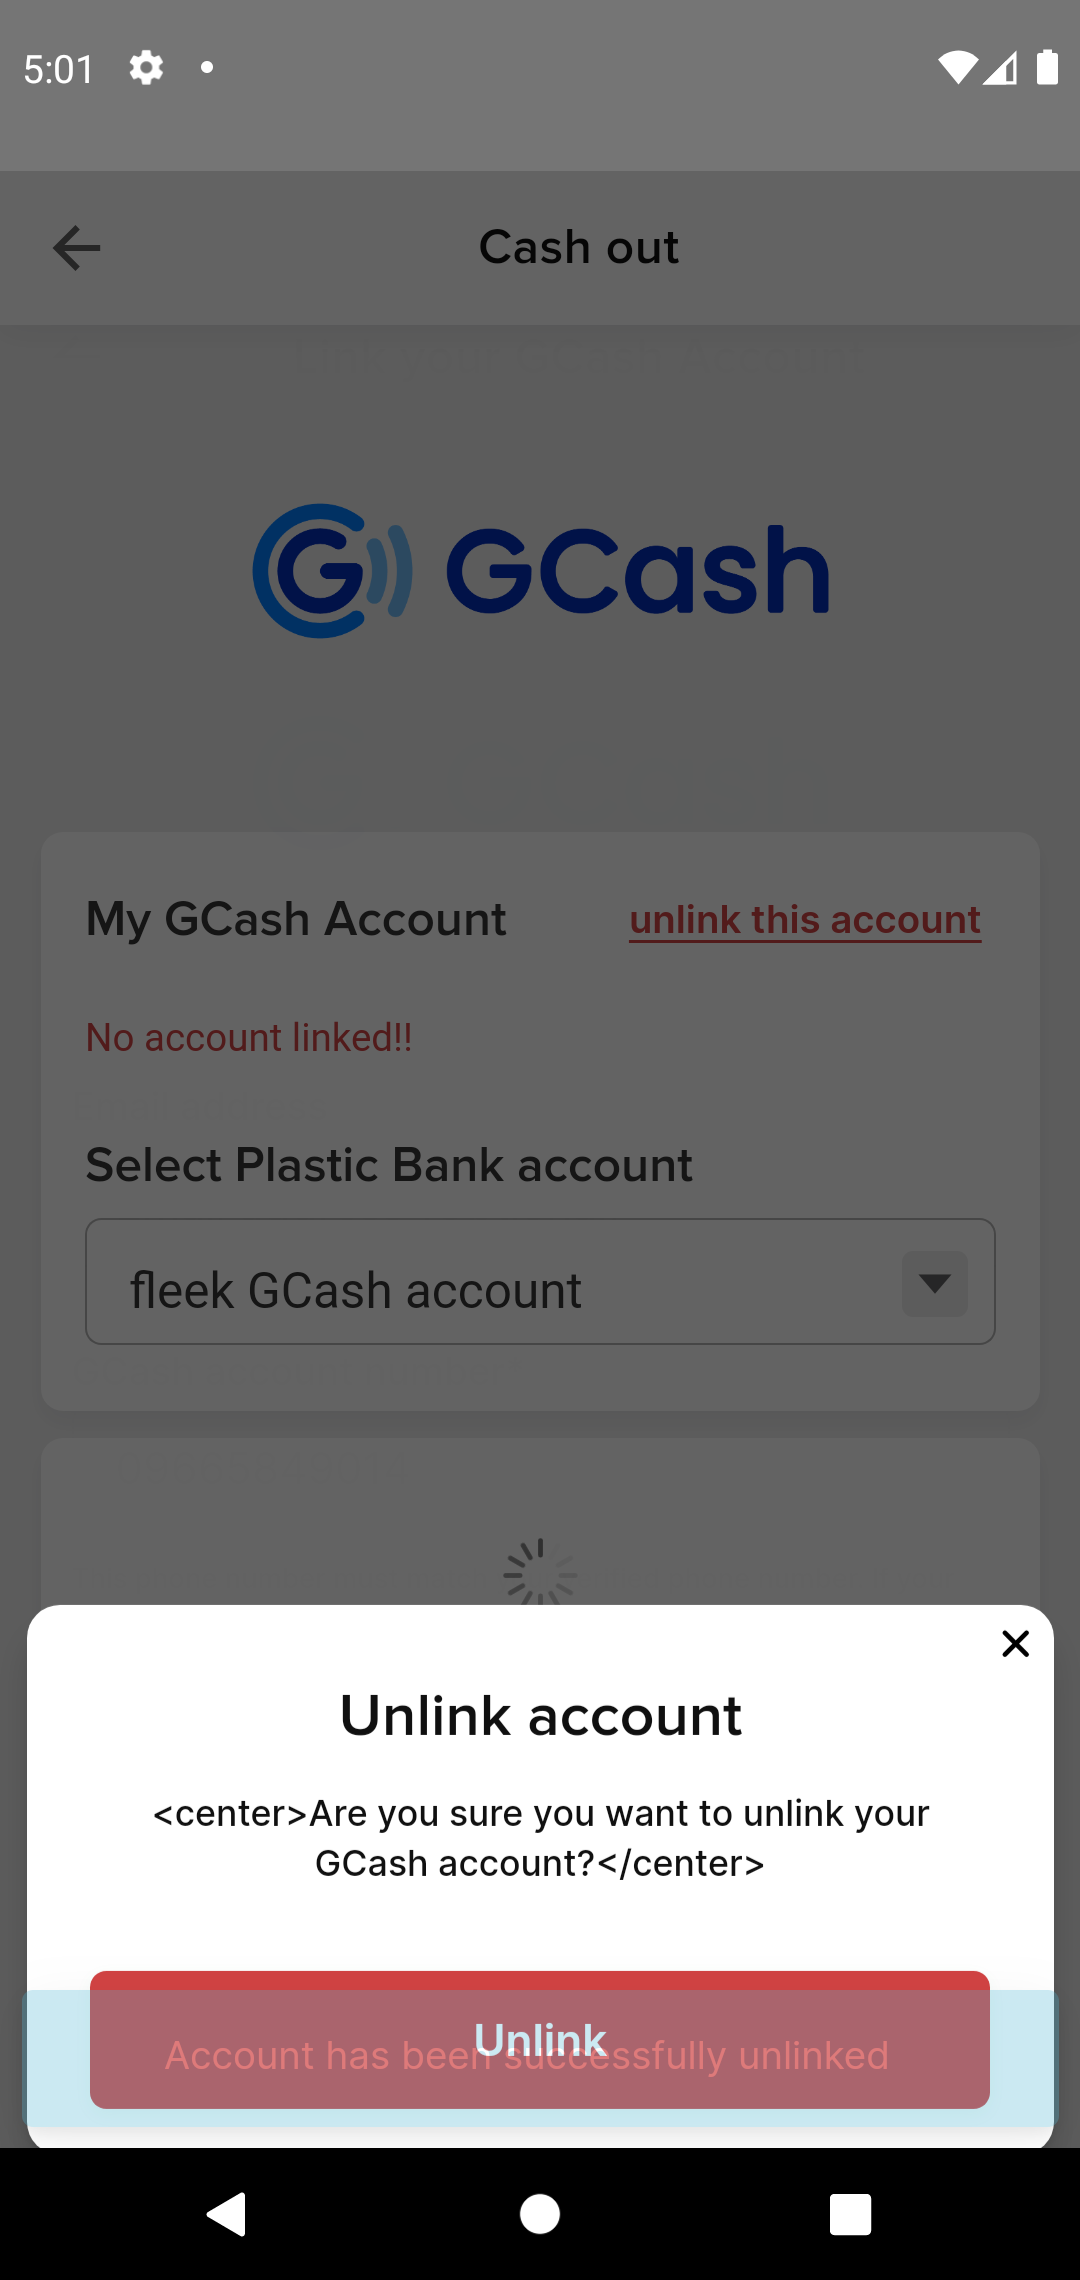 5:01
Cash out
GCash
My GCash Account
unlink this account
No account linked!!
Select Plastic Bank account
fleek GCash account
Unlink account
<center>Are you sure you want to unlink your
GCash account?</center>
Unlink
Account has been successfully unlinked